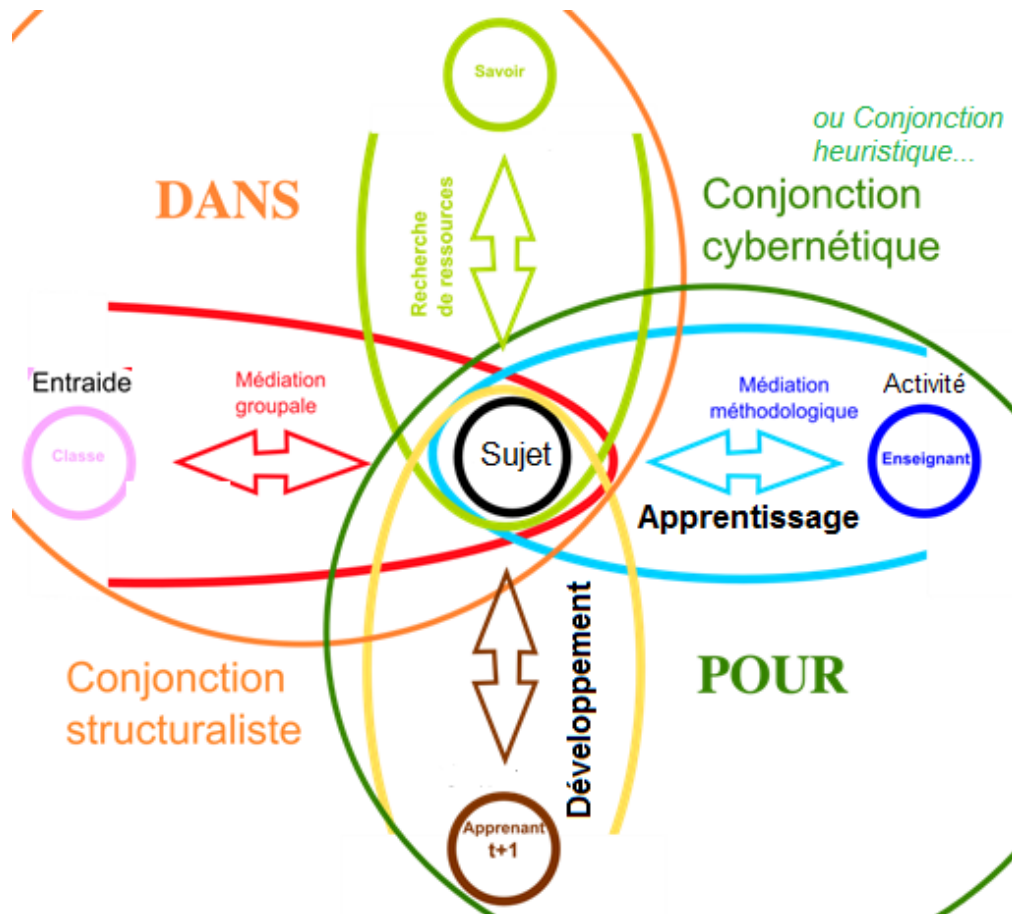 Savoir
ou Conjonction
heuristique...
DANS
Recherche
de ressources
Conjonction
cybernétique
Entraide
Médiation
groupale
Médiation
méthodologique
Activité
Classe
Sujet
Enseignant
Apprentissage
Développement
Conjonction
structuraliste
POUR
Apprenant
t+1